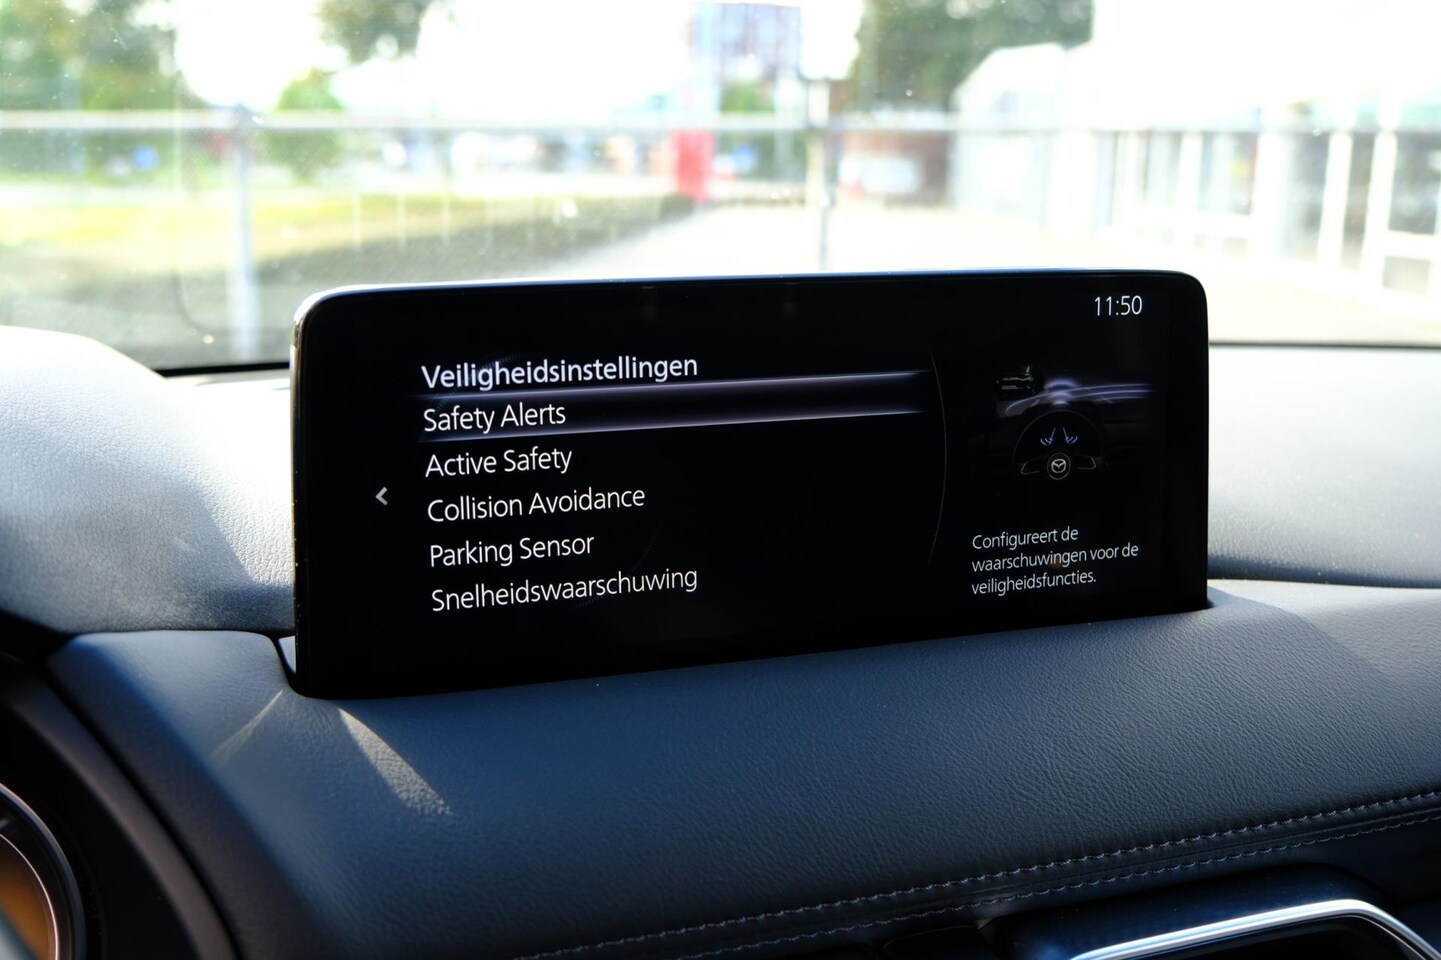 11:50
Veiligheidsinstellingen
Safety Alerts
Active Safety
Collision Avoidance
Parking Sensor
Snelheidswaarschuwing
Configureert de
waarschuwingen voor de
veiligheidsfuncties.